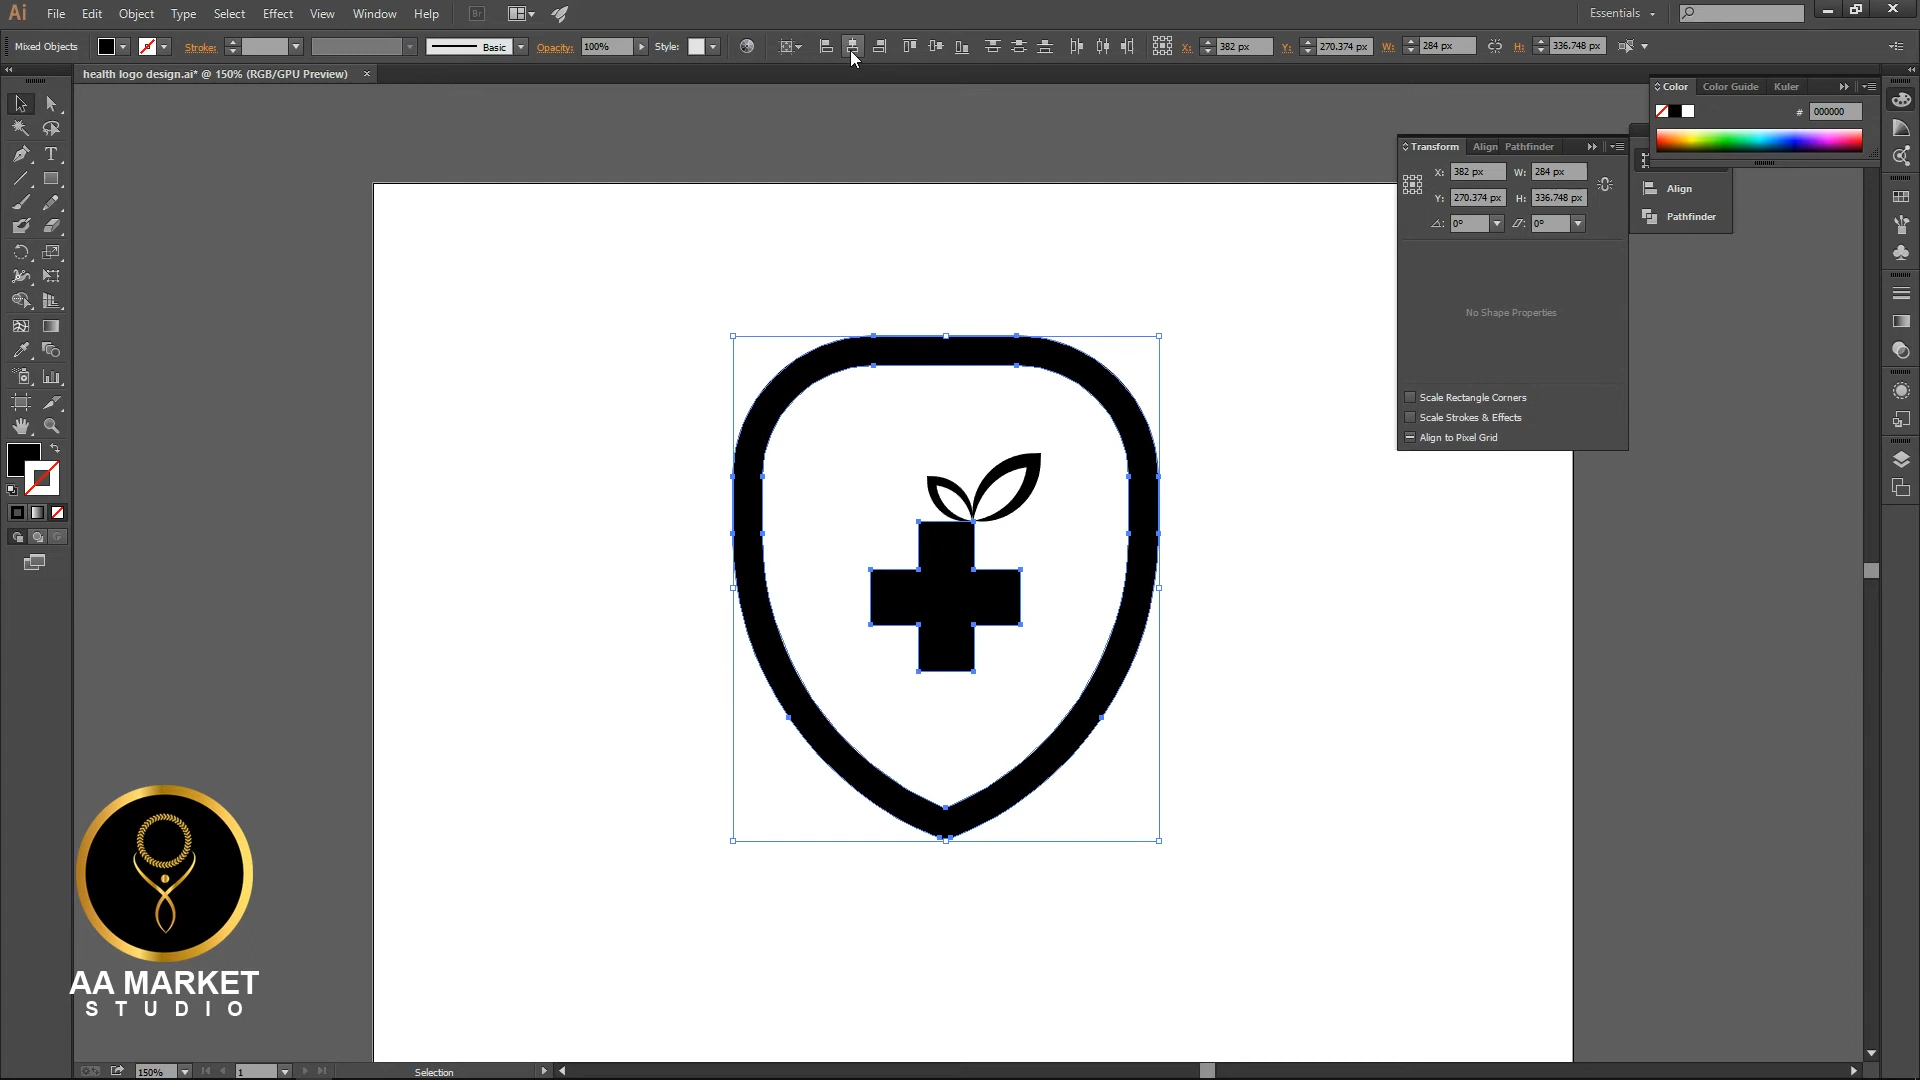 Ai File Edit Object Type Select Effect View Window Help Br Essentials
Mixed Objects Stroke: Basic Opacity: 100% Style: X: 382 px Y: 270.374 px W: 284 px H: 336.748 px
health logo design.ai* @ 150% (RGB/GPU Preview) ×
Color Color Guide Kuler
# 000000
Transform Align Pathfinder
X: 382 px W: 284 px
Y: 270.374 px H: 336.748 px
0° 0°
Align
Pathfinder
No Shape Properties
Scale Rectangle Corners
Scale Strokes & Effects
Align to Pixel Grid
T
AA MARKET
STUDIO
150% 1 Selection